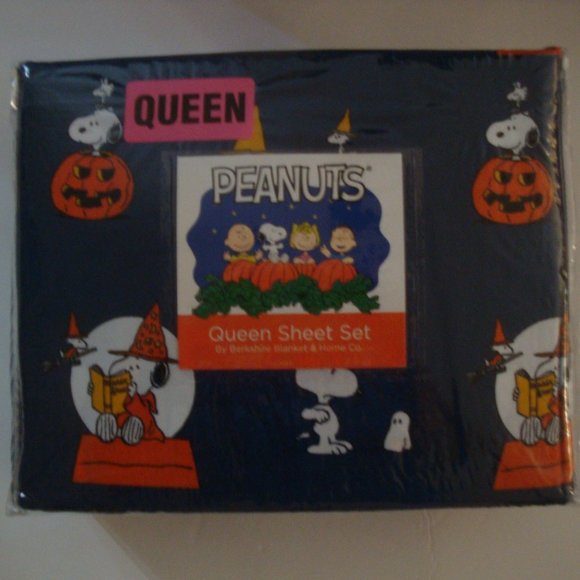 QUEEN
PEANUTS®
Queen Sheet Set
By Berkshire Blanket & Home Co.